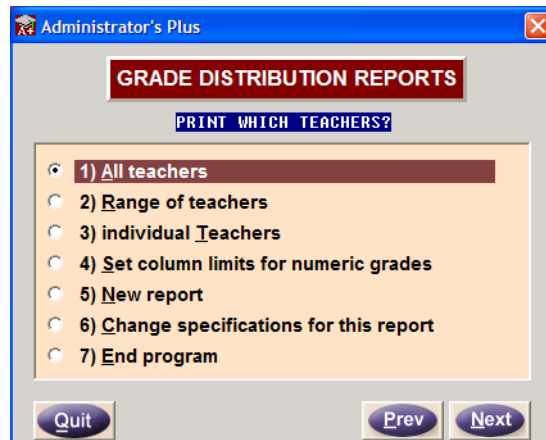 Administrator's Plus
GRADE DISTRIBUTION REPORTS
PRINT WHICH TEACHERS?
1) All teachers
2) Range of teachers
3) individual Teachers
4) Set column limits for numeric grades
5) New report
6) Change specifications for this report
7) End program
Quit Prev Next